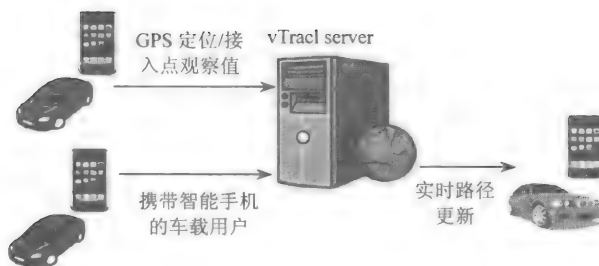 GPS 定位/接
入点观察值
vTracl server
携带智能手机
的车载用户
实时路径
更新